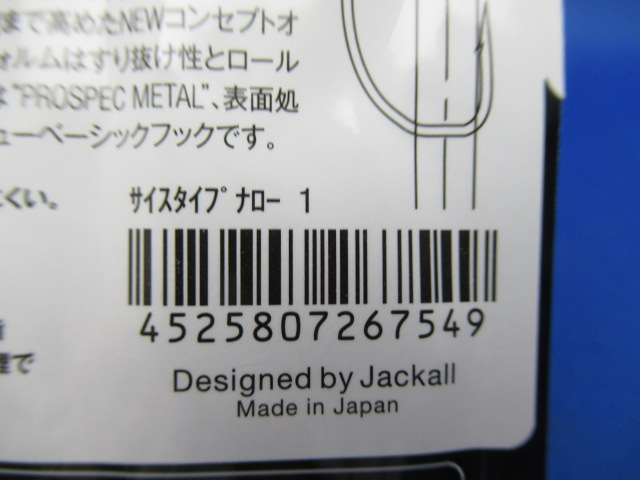 まで高めたNEWコンセプトオ
ォルムはすり抜け性とロール
は"PROSPEC METAL"、表面処
ューベーシックフックです。
くい。
ｻｲｽﾀｲﾌﾟ ﾅﾛｰ 1
4525807267549
Designed by Jackall
Made in Japan
で